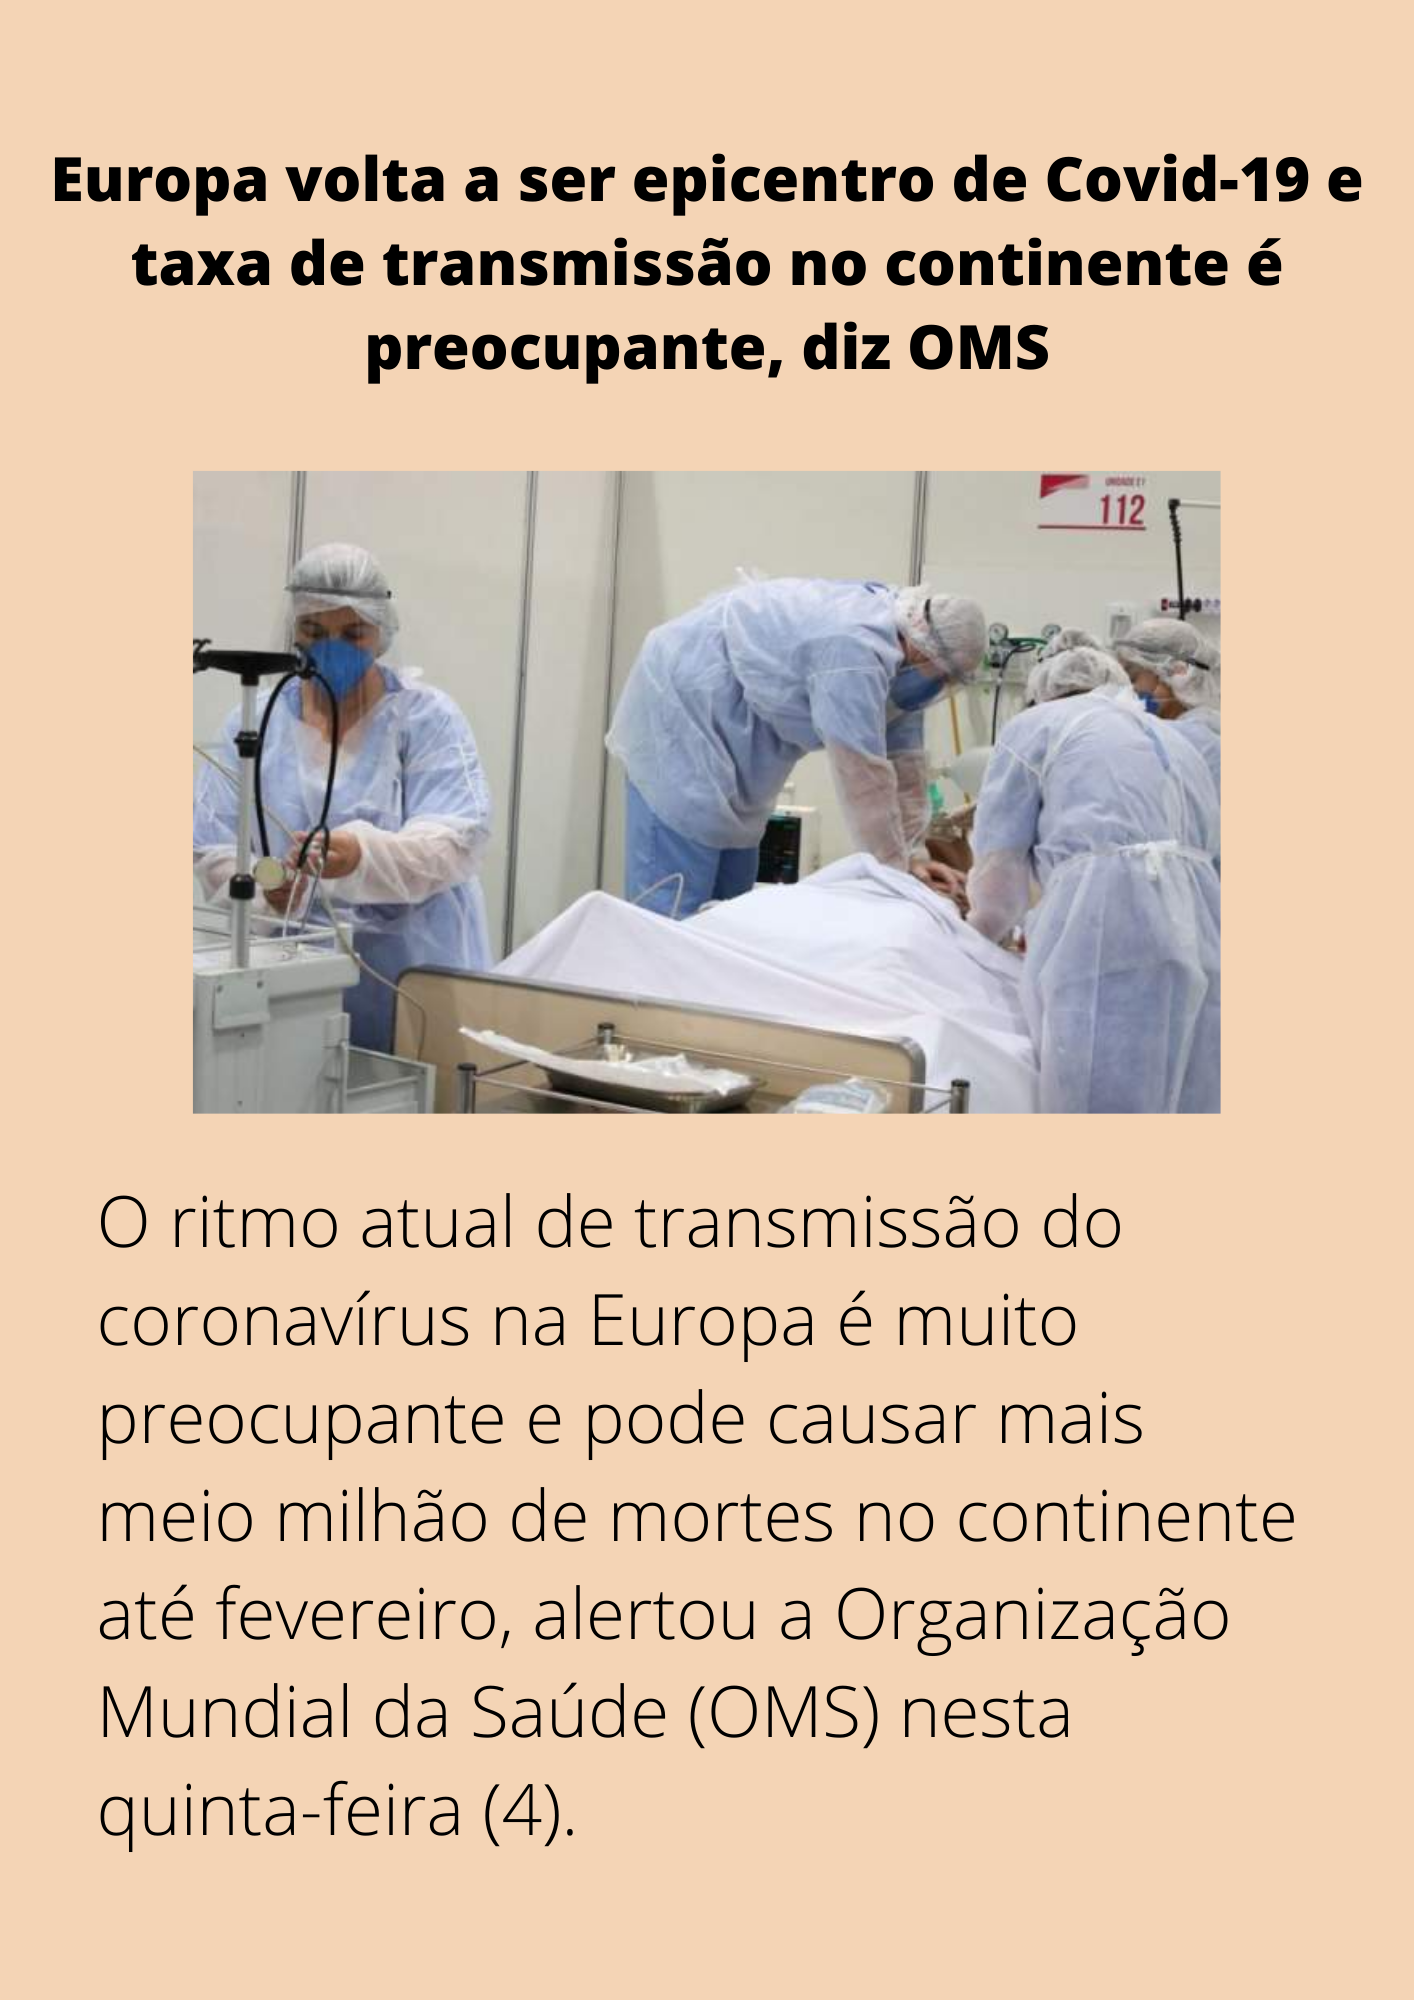 Europa volta a ser epicentro de Covid-19 e
taxa de transmissão no continente é
preocupante, diz OMS
112
O ritmo atual de transmissão do
coronavírus na Europa é muito
preocupante e pode causar mais
meio milhão de mortes no continente
até fevereiro, alertou a Organização
Mundial da Saúde (OMS) nesta
quinta-feira (4).